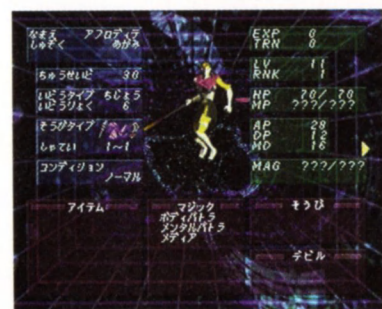 なまえ アフロディテ
しゅぞく めがみ
ちゅうせいど 30
いどうタイプ ちじょう
いどうりょく 6
そうびタイプ
しゃてい 1〜1
コンディション
ノーマル
EXP 0
TRN 0
LV 11
RNK 1
HP 70/ 70
MP ???/???
AP 28
DP 12
MD 16
MAG ???/???
アイテム
マジック
ボディパトラ
メンタルパトラ
メディア
そうび
デビル